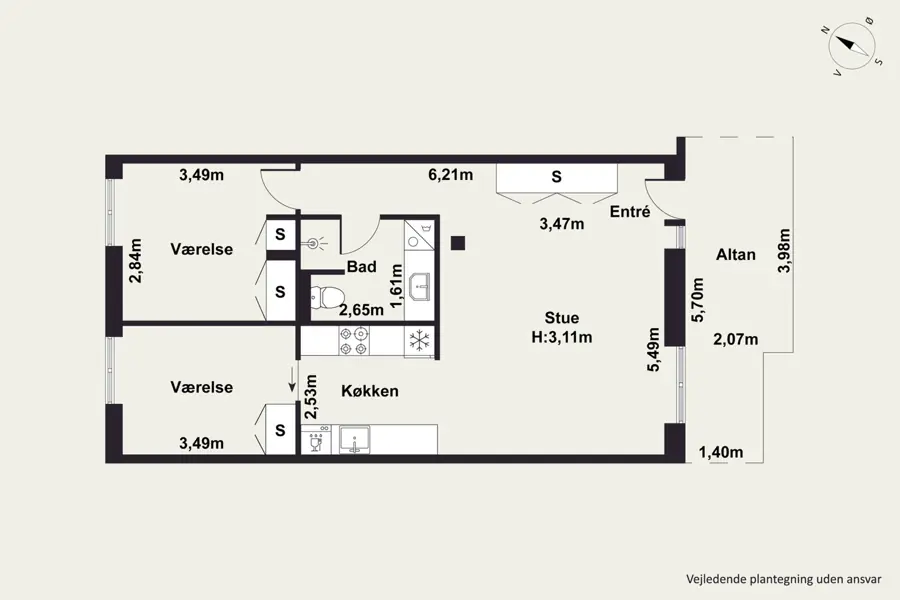 N
Ø
V
S
3,49m
6,21m
S
3,47m
Entré
S
Værelse
2,84m
Bad
1,61m
S
2,65m
Altan
3,98m
5,70m
Stue
H:3,11m
2,07m
5,49m
Værelse
2,53m
Køkken
S
3,49m
1,40m
Vejledende plantegning uden ansvar